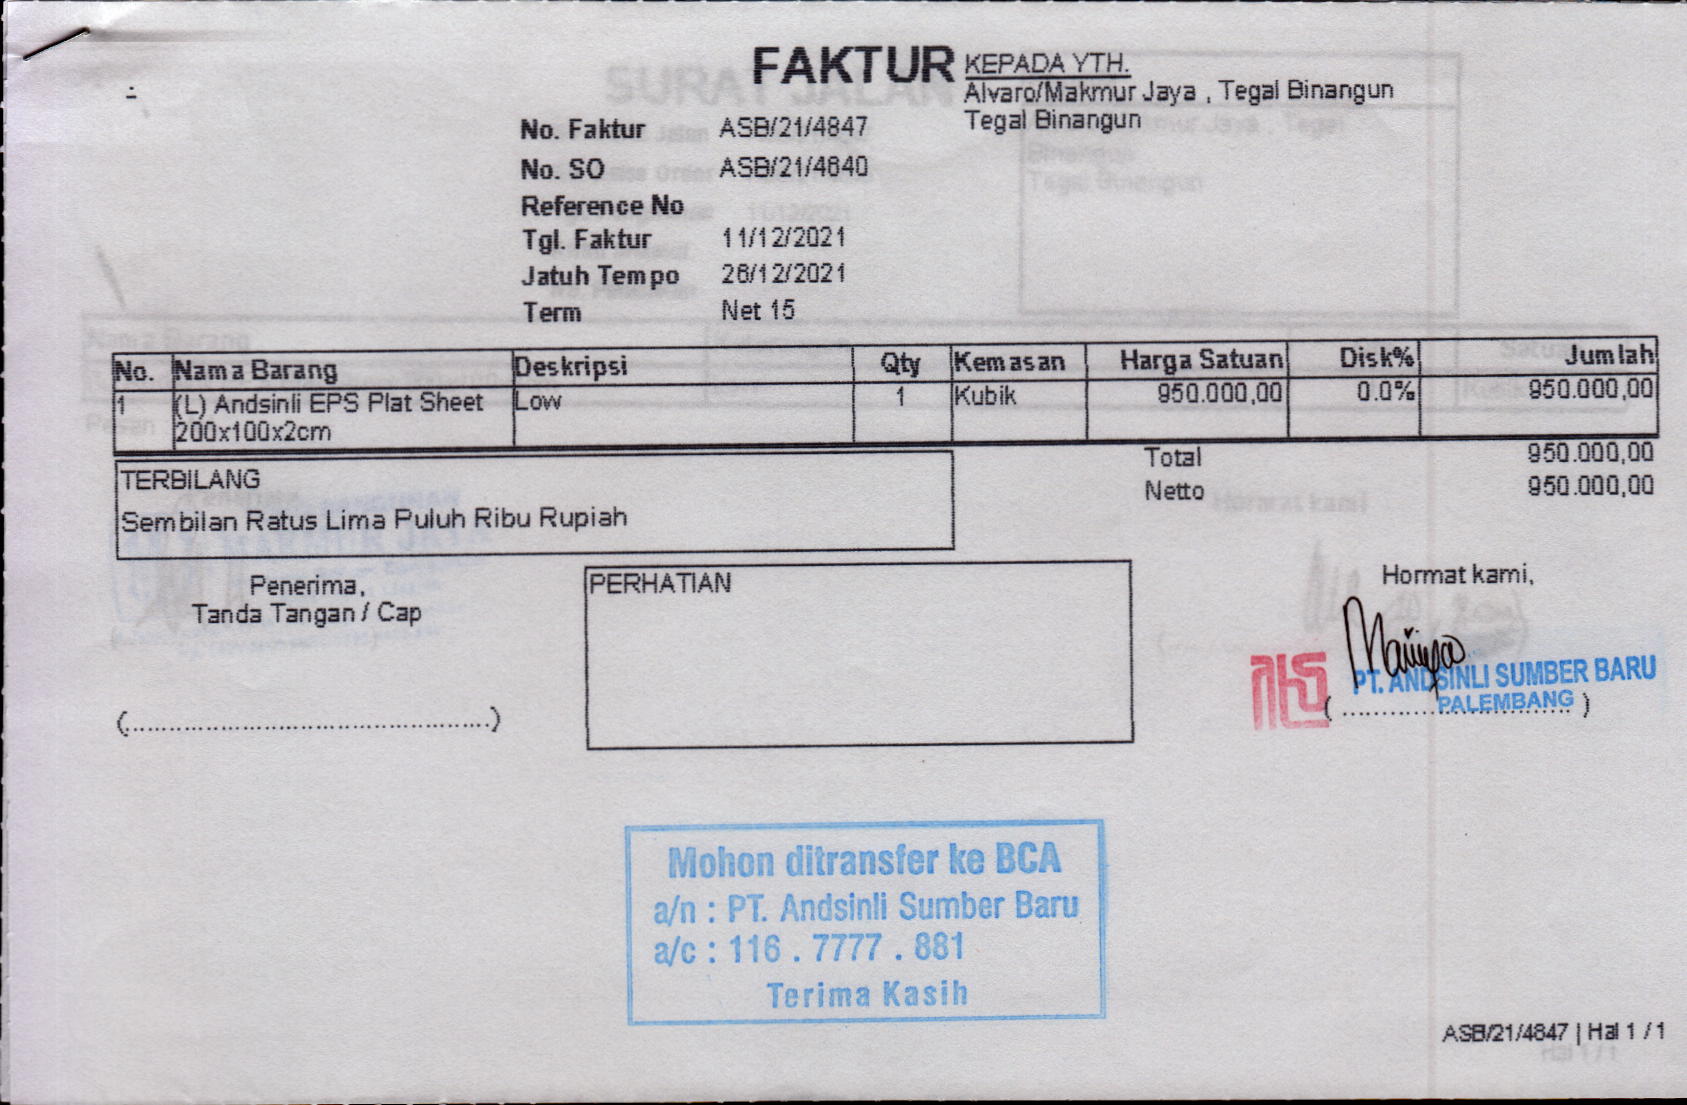 FAKTUR
KEPADA YTH.
Alvaro/Makmur Jaya , Tegal Binangun
Tegal Binangun
No. Faktur ASB/21/4847
No. SO ASB/21/4640
Reference No
Tgl. Faktur 11/12/2021
Jatuh Tempo 26/12/2021
Term Net 15
No. Nama Barang Deskripsi Qty Kemasan Harga Satuan Disk% Jumlah
1 (L) Andsinli EPS Plat Sheet Low 1 Kubik 950.000,00 0.0% 950.000,00
200x100x2cm
Total 950.000,00
Netto 950.000,00
TERBILANG
Sembilan Ratus Lima Puluh Ribu Rupiah
Penerima,
Tanda Tangan / Cap
(................................................)
PERHATIAN
Hormat kami,
PT. ANDSINLI SUMBER BARU
PALEMBANG
Mohon ditransfer ke BCA
a/n : PT. Andsinli Sumber Baru
a/c : 116 . 7777 . 881
Terima Kasih
ASB/21/4847 | Hal 1 / 1